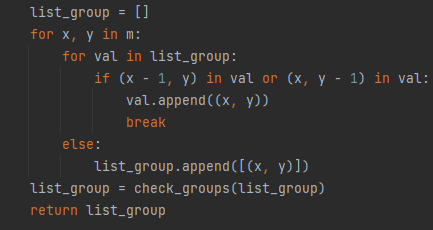 list_group = []
for x, y in m:
    for val in list_group:
        if (x - 1, y) in val or (x, y - 1) in val:
            val.append((x, y))
            break
    else:
        list_group.append([(x, y)])
list_group = check_groups(list_group)
return list_group